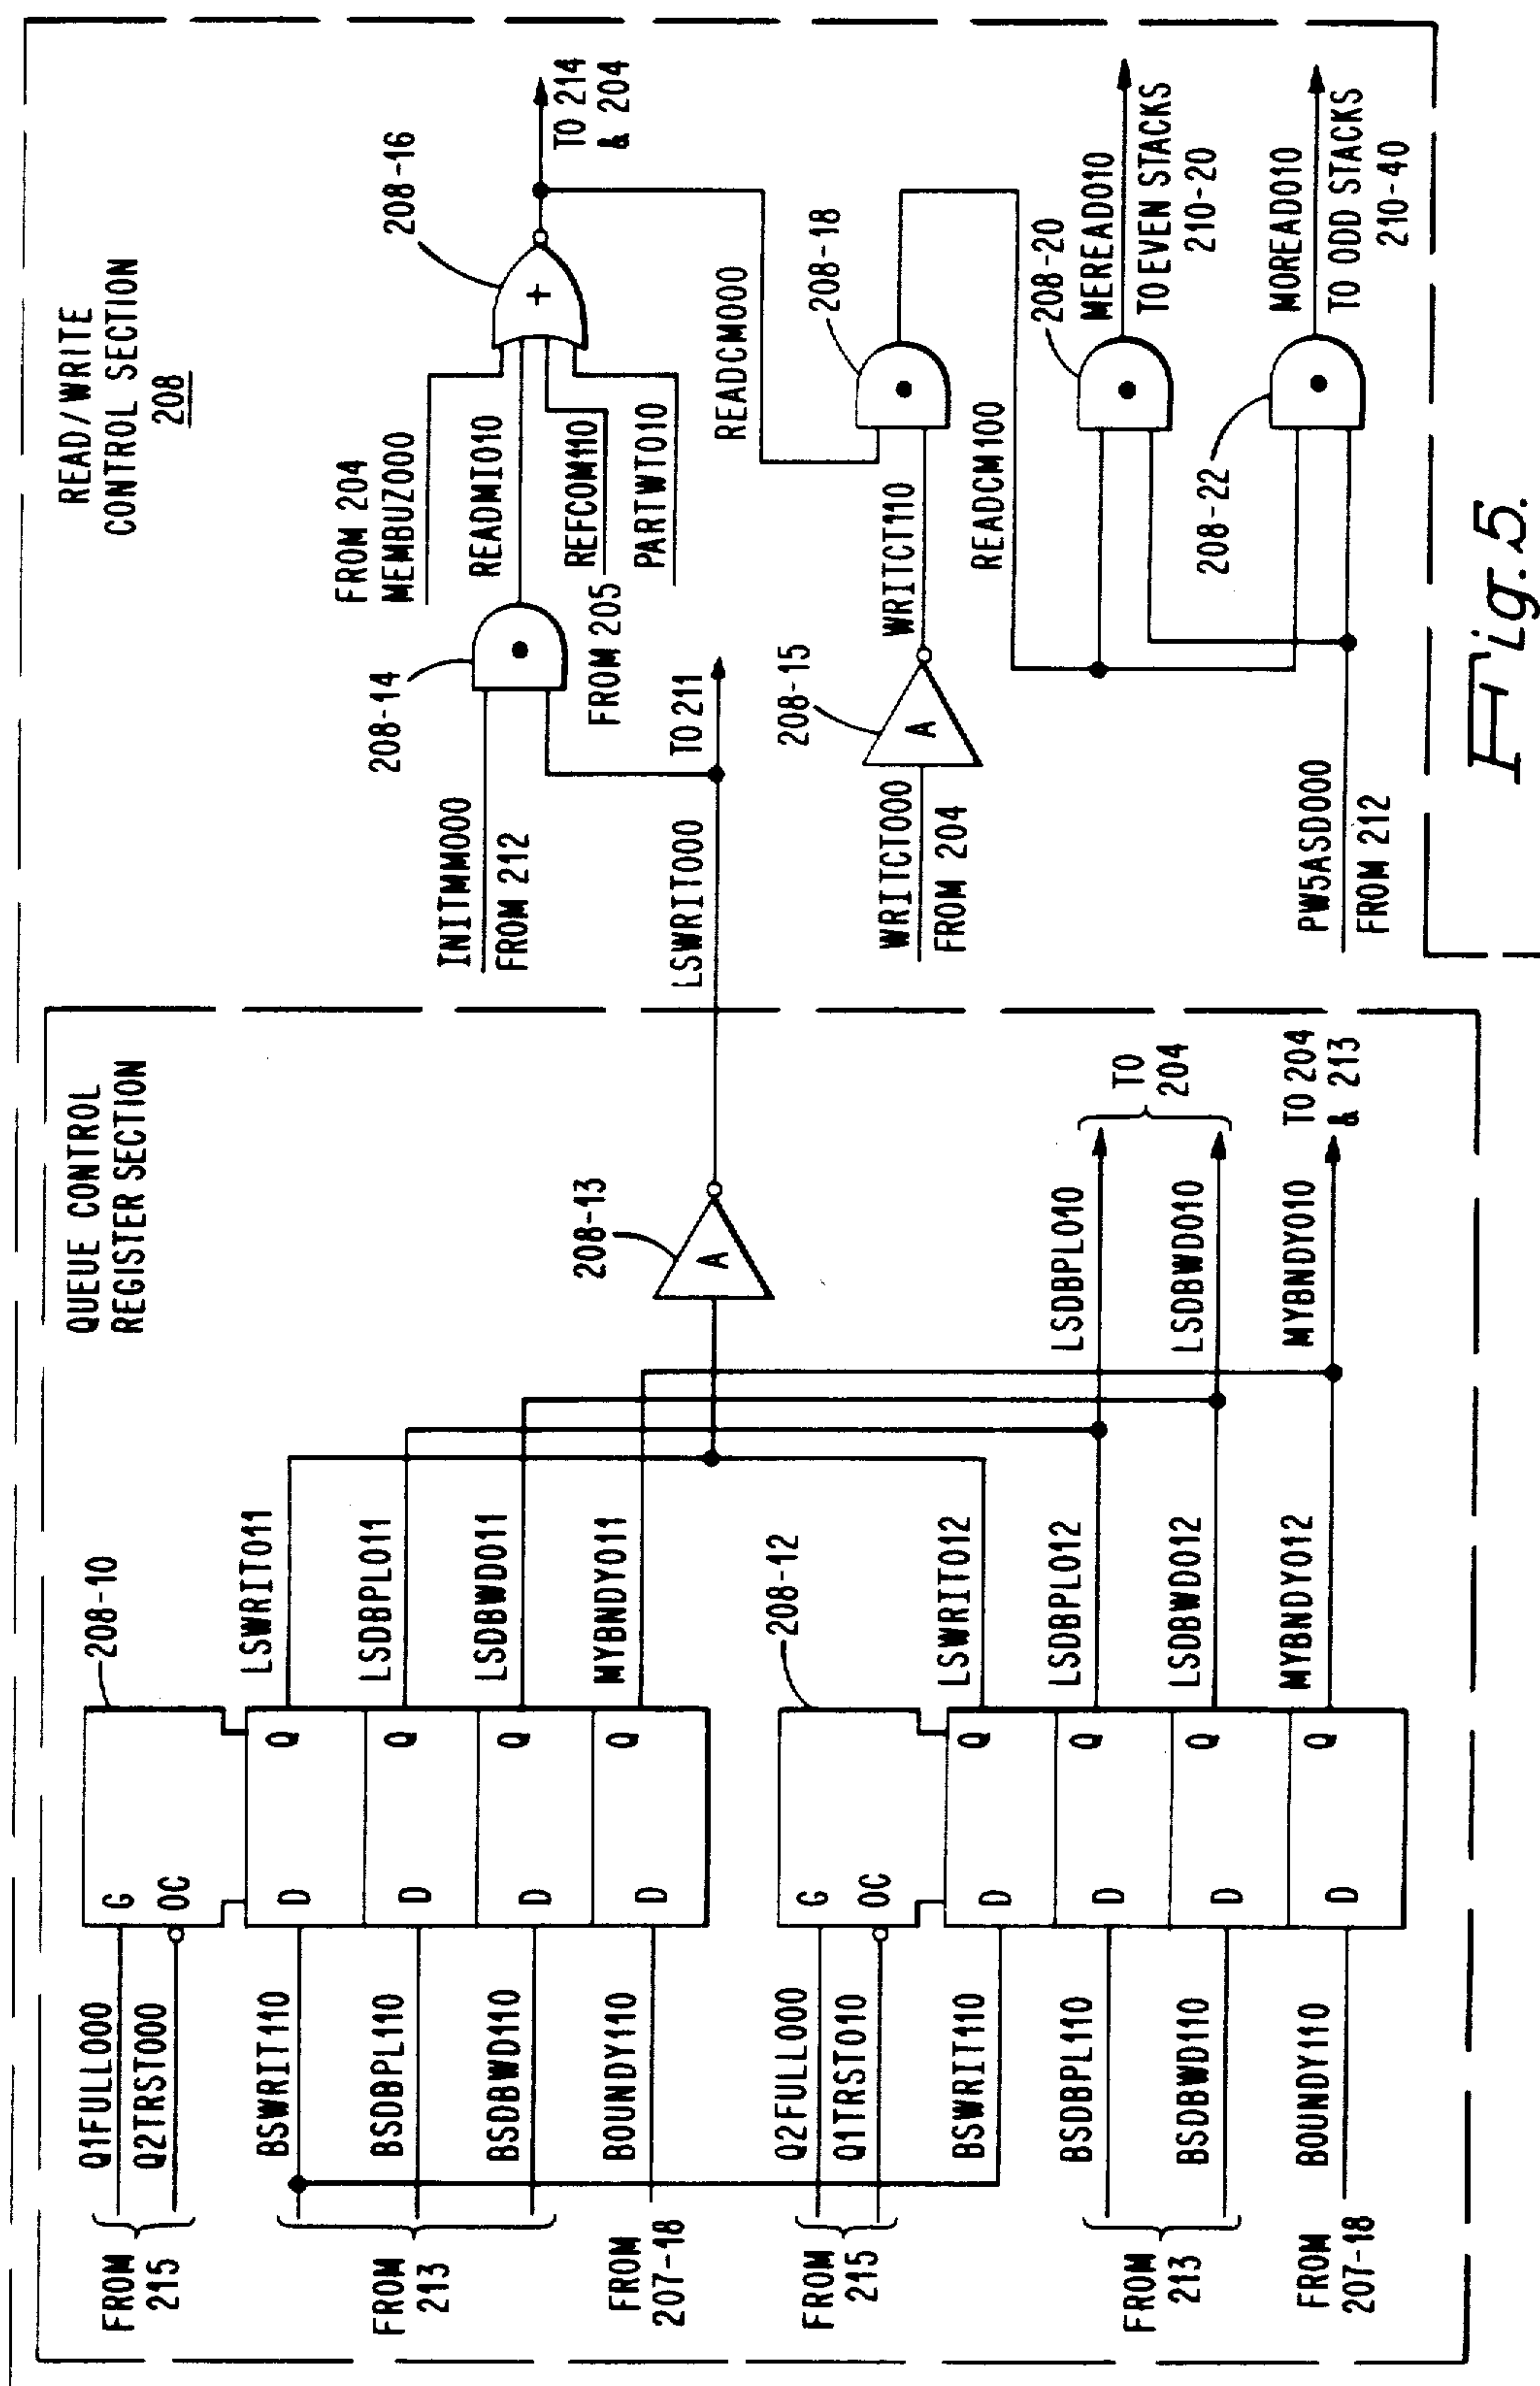 READ/WRITE
CONTROL SECTION
208
QUEUE CONTROL
REGISTER SECTION
FROM
215
Q1FULL000
Q2TRST000
G
OC
208-10
FROM
213
BSWRIT110
D
Q
LSWRIT011
BSDBPL110
D
Q
LSDBPL011
BSDBWD110
D
Q
LSDBWD011
FROM
207-18
BOUNDY110
D
Q
MYBNDY011
FROM
215
Q2FULL000
Q1TRST010
G
OC
208-12
BSWRIT110
D
Q
LSWRIT012
FROM
213
BSDBPL110
D
Q
LSDBPL012
BSDBWD110
D
Q
LSDBWD012
FROM
207-18
BOUNDY110
D
Q
MYBNDY012
208-13
A
LSDBPL010
LSDBWD010
TO
204
MYBNDY010
TO 204
& 213
LSWRIT000
TO 211
INITMM000
FROM 212
208-14
FROM 204
MEMBUZ000
READMI010
REFCOM110
FROM 205
PARTWT010
208-16
+
TO 214
& 204
READCM000
WRITCT000
FROM 204
208-15
A
WRITCT110
208-18
READCM100
208-20
MEREAD010
TO EVEN STACKS
210-20
208-22
MOREAD010
TO ODD STACKS
210-40
PW5ASD000
FROM 212
Fig. 5.